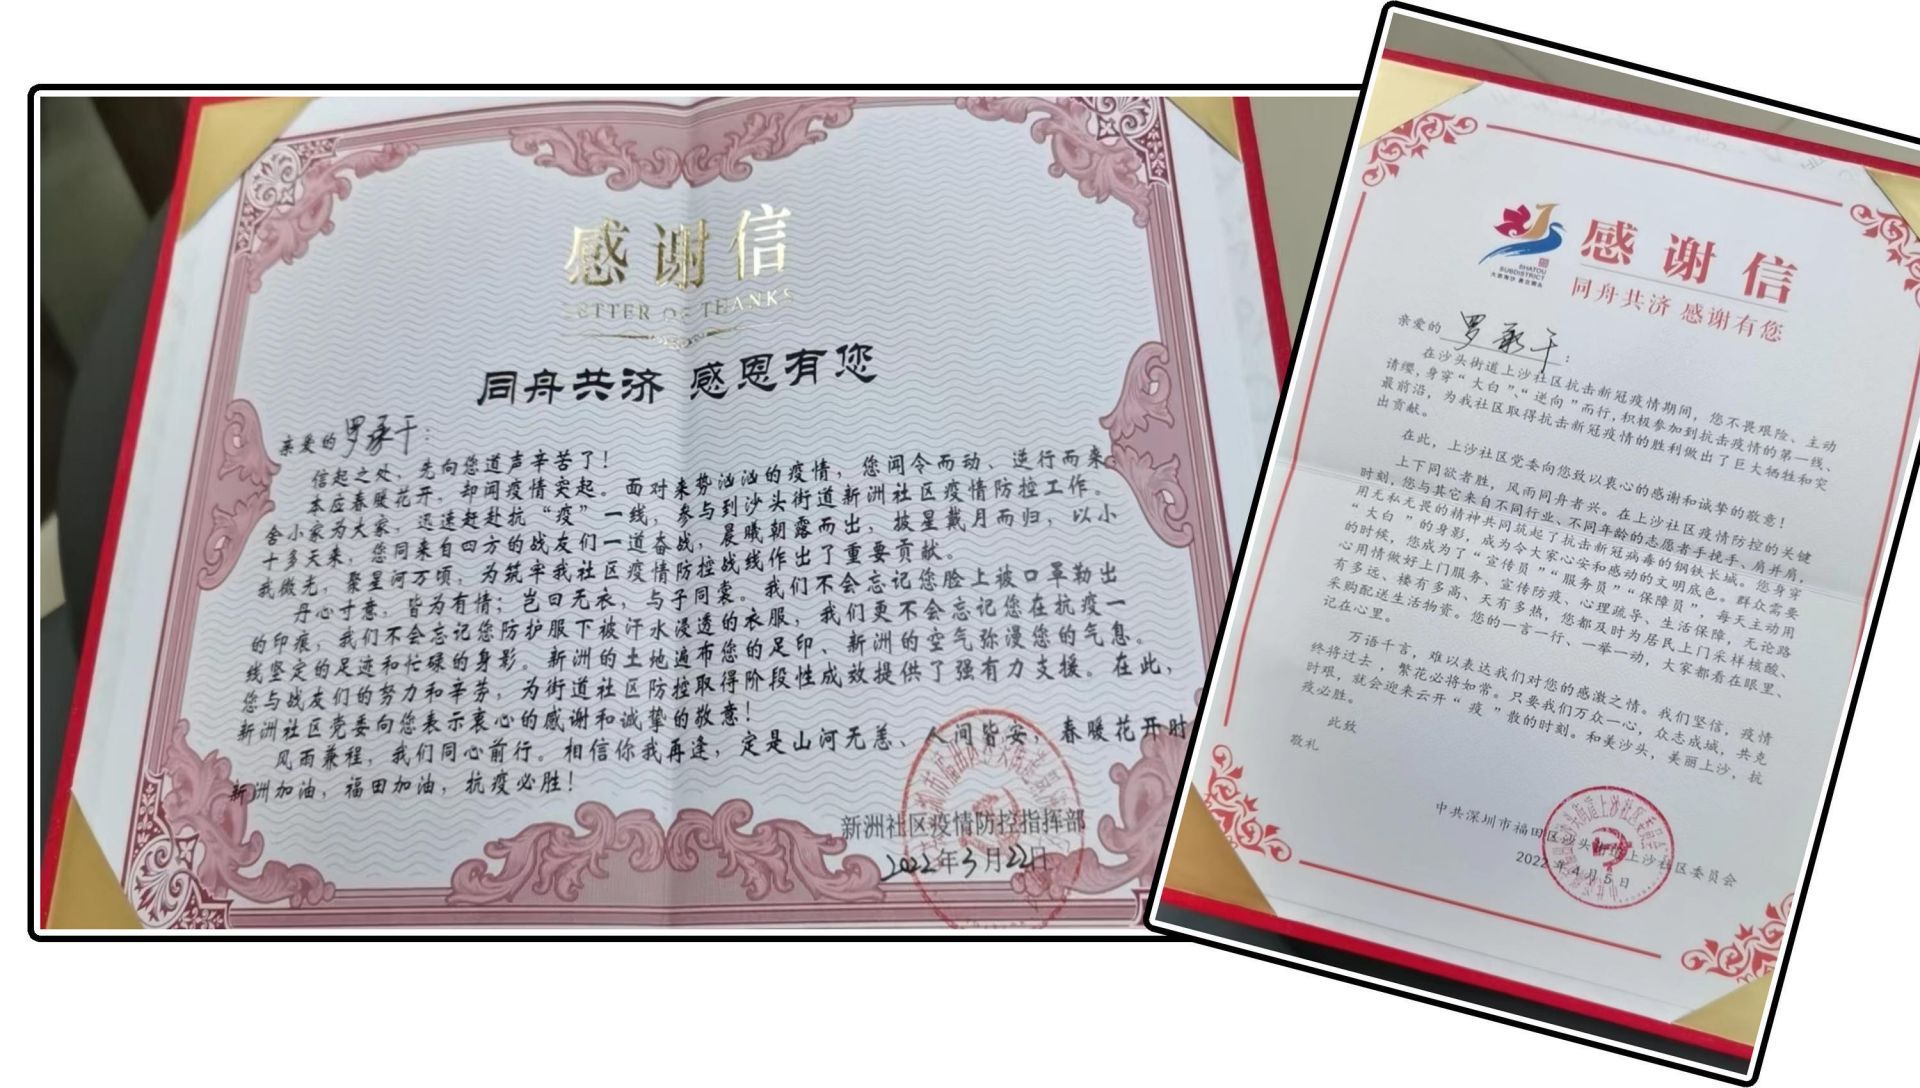 感谢信
LETTER OF THANKS
同舟共济 感恩有您
亲爱的罗承干：
信起之处，先向您道声辛苦了！
本应春暖花开，却闻疫情突起。面对来势汹汹的疫情，您闻令而动、逆行而来，
舍小家为大家，迅速赶赴抗“疫”一线，参与到沙头街道新洲社区疫情防控工作。
十多天来，您同来自四方的战友们一道奋战，晨曦朝露而出，披星戴月而归，以小
我微光，聚星河万顷，为筑牢我社区疫情防控战线作出了重要贡献。
丹心寸意，皆为有情；岂曰无衣，与子同裳。我们不会忘记您脸上被口罩勒出
的印痕，我们不会忘记您防护服下被汗水浸透的衣服，我们更不会忘记您在抗疫一
线坚定的足迹和忙碌的身影。新洲的土地遍布您的足印、新洲的空气弥漫您的气息。
您与战友们的努力和辛劳，为街道社区防控取得阶段性成效提供了强有力支援。在此，
新洲社区党委向您表示衷心的感谢和诚挚的敬意！
风雨兼程，我们同心前行。相信你我再逢，定是山河无恙、人间皆安，春暖花开时
新洲加油，福田加油，抗疫必胜！
新洲社区疫情防控指挥部
2022年3月22日
SHATOU
SUBDISTRICT
感谢信
同舟共济 感谢有您
亲爱的罗承干：
在沙头街道上沙社区抗击新冠疫情期间，您不畏艰险、主动
请缨，身穿“大白”、“逆向”而行，积极参加到抗击疫情的第一线、
最前沿，为我社区取得抗击新冠疫情的胜利做出了巨大牺牲和突
出贡献。
在此，上沙社区党委向您致以衷心的感谢和诚挚的敬意！
上下同欲者胜，风雨同舟者兴。在上沙社区疫情防控的关键
时刻，您与其它来自不同行业、不同年龄的志愿者手挽手、肩并肩，
用无私无畏的精神共同筑起了抗击新冠病毒的钢铁长城。您身穿
“大白”的身影，成为令大家心安和感动的文明底色。群众需要
的时候，您成为了“宣传员”“服务员”“保障员”，每天主动用
心用情做好上门服务、宣传防疫、心理疏导、生活保障，无论路
有多远、楼有多高、天有多热，您都及时为居民上门采样核酸、
采购配送生活物资。您的一言一行、一举一动，大家都看在眼里、
记在心里。
万语千言，难以表达我们对您的感激之情。我们坚信，疫情
终将过去，繁花必将如常。只要我们万众一心，众志成城，共克
时艰，就会迎来云开“疫”散的时刻。和美沙头，美丽上沙，抗
疫必胜。
此致
敬礼
中共深圳市福田区沙头街道上沙社区委员会
2022年4月5日